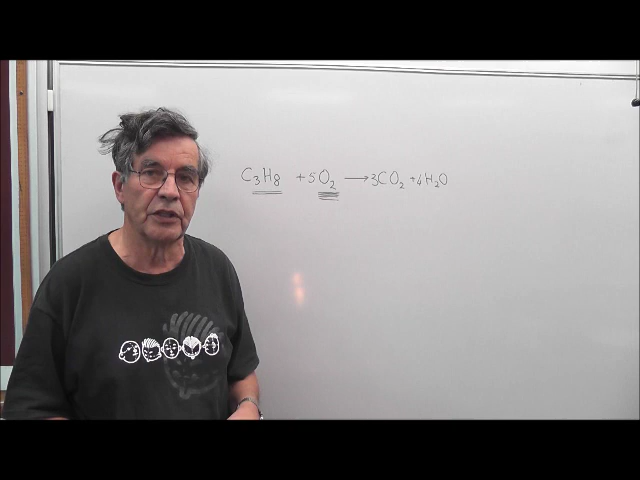 C₃H₈ + 5O₂ → 3CO₂ + 4H₂O